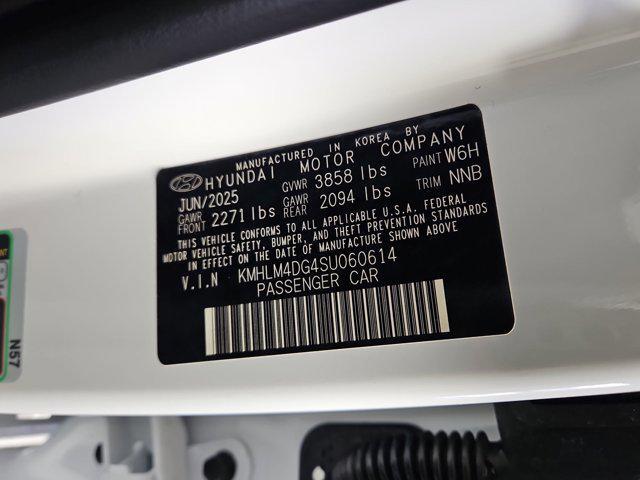 MANUFACTURED IN KOREA BY
HYUNDAI MOTOR COMPANY
JUN/2025 GVWR 3858 lbs PAINT W6H
GAWR FRONT 2271 lbs GAWR REAR 2094 lbs TRIM NNB
THIS VEHICLE CONFORMS TO ALL APPLICABLE U.S.A. FEDERAL
MOTOR VEHICLE SAFETY, BUMPER, AND THEFT PREVENTION STANDARDS
IN EFFECT ON THE DATE OF MANUFACTURE SHOWN ABOVE.
V.I.N KMHLM4DG4SU060614
PASSENGER CAR
N57